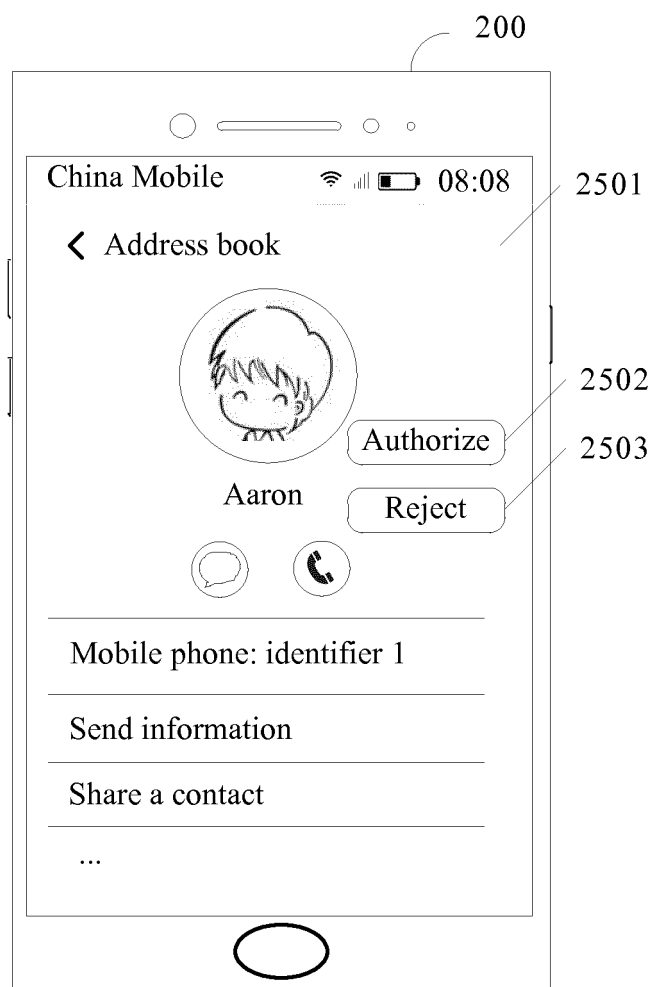 200
China Mobile 08:08
2501
Address book
2502
Authorize
2503
Aaron
Reject
Mobile phone: identifier 1
Send information
Share a contact
...